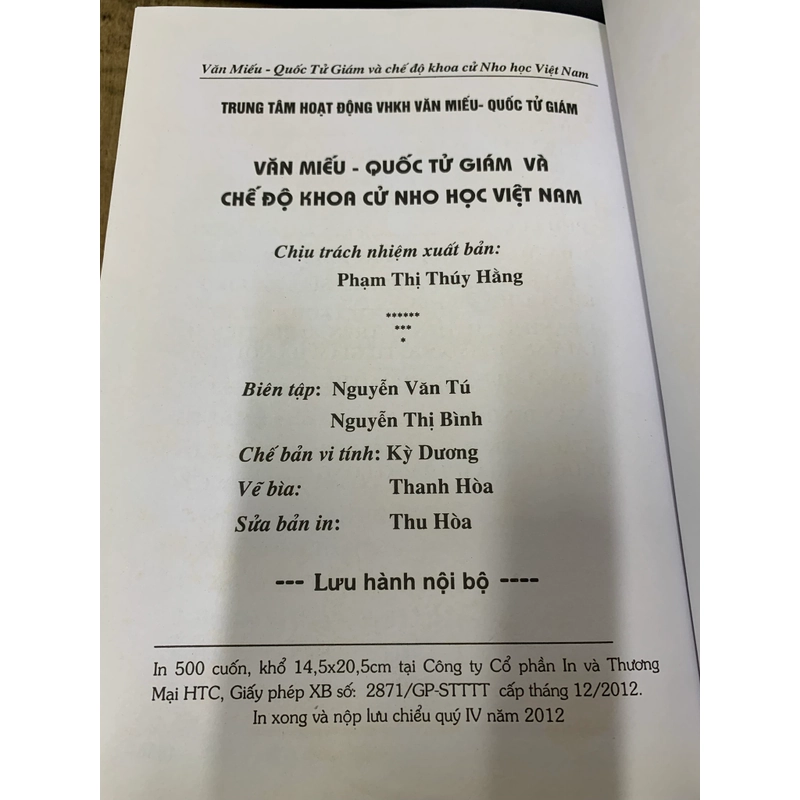 Văn Miếu - Quốc Tử Giám và chế độ khoa cử Nho học Việt Nam
TRUNG TÂM HOẠT ĐỘNG VHKH VĂN MIẾU- QUỐC TỬ GIÁM
VĂN MIẾU - QUỐC TỬ GIÁM VÀ
CHẾ ĐỘ KHOA CỬ NHO HỌC VIỆT NAM
Chịu trách nhiệm xuất bản:
Phạm Thị Thúy Hằng
******
***
*
Biên tập: Nguyễn Văn Tú
Nguyễn Thị Bình
Chế bản vi tính: Kỳ Dương
Vẽ bìa: Thanh Hòa
Sửa bản in: Thu Hòa
--- Lưu hành nội bộ ----
In 500 cuốn, khổ 14,5x20,5cm tại Công ty Cổ phần In và Thương
Mại HTC, Giấy phép XB số: 2871/GP-STTTT cấp tháng 12/2012.
In xong và nộp lưu chiểu quý IV năm 2012